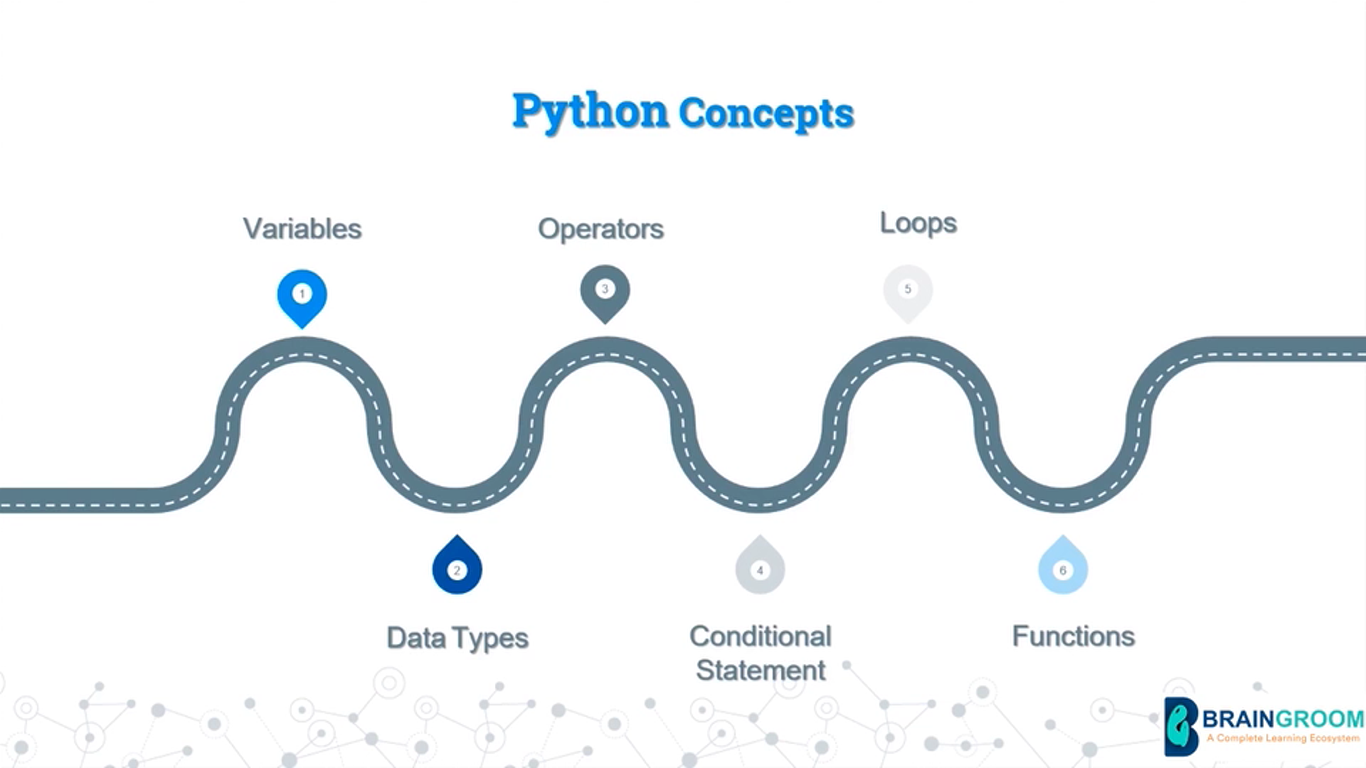 Python Concepts
Variables
Operators
Loops
1
3
5
2
4
6
Data Types
Conditional
Statement
Functions
BRAINGROOM
A Complete Learning Ecosystem